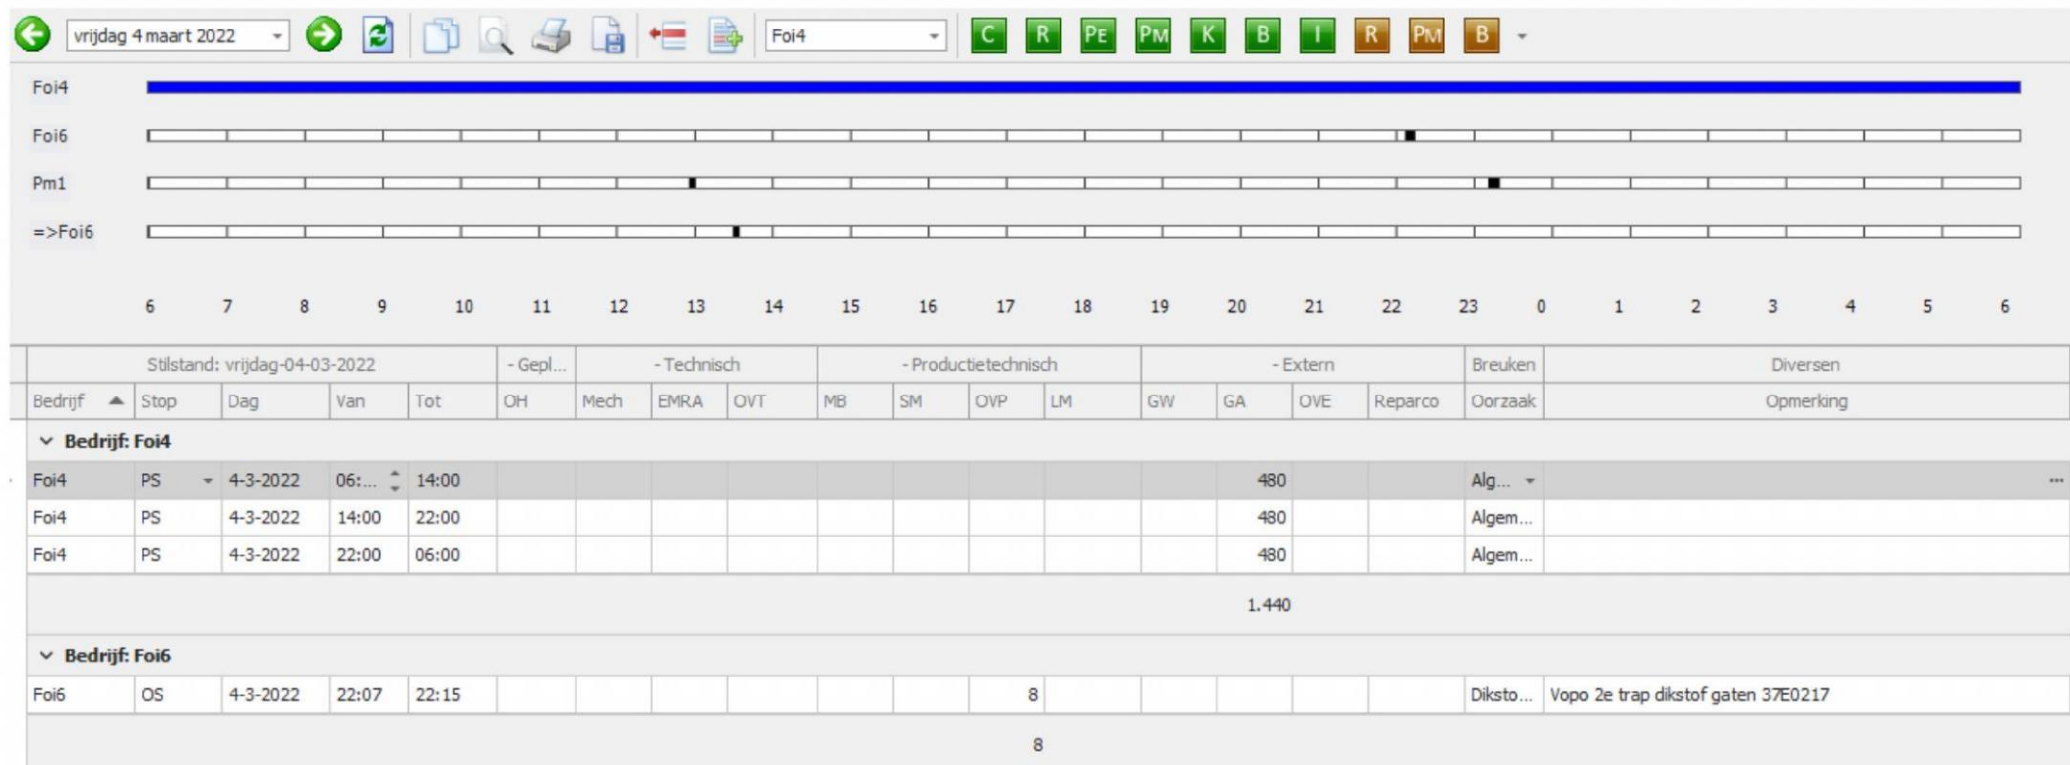 vrijdag 4 maart 2022 Foi4 C R PE PM K B I R PM B
Foi4
Foi6
Pm1
=>Foi6
6 7 8 9 10 11 12 13 14 15 16 17 18 19 20 21 22 23 0 1 2 3 4 5 6
Stilstand: vrijdag-04-03-2022 - Gepl... - Technisch - Productietechnisch - Extern Breuken Diversen
Bedrijf Stop Dag Van Tot OH Mech EMRA OVT MB SM OVP LM GW GA OVE Reparco Oorzaak Opmerking
Bedrijf: Foi4
Foi4 PS 4-3-2022 06:... 14:00 480 Alg... ...
Foi4 PS 4-3-2022 14:00 22:00 480 Algem...
Foi4 PS 4-3-2022 22:00 06:00 480 Algem...
1.440
Bedrijf: Foi6
Foi6 OS 4-3-2022 22:07 22:15 8 Diksto... Vopo 2e trap dikstof gaten 37E0217
8